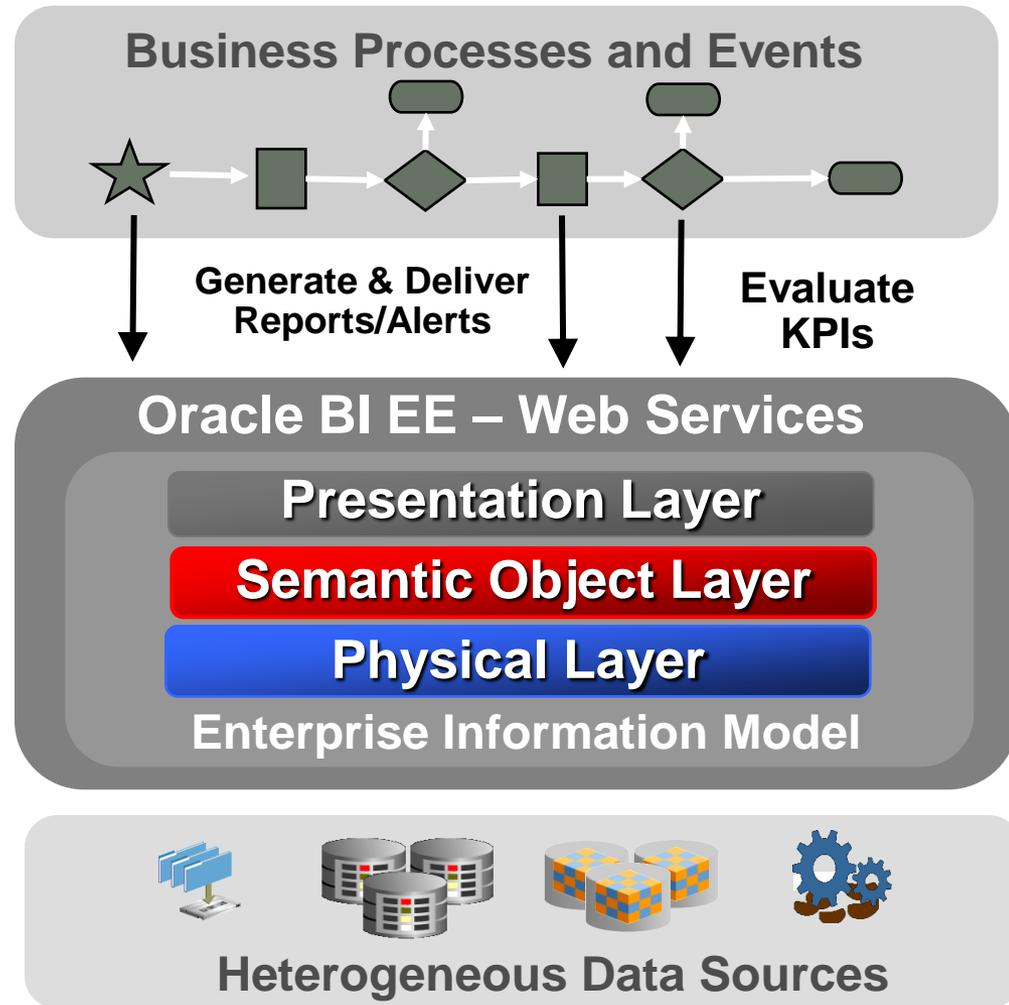 Business Processes and Events
Generate & Deliver
Reports/Alerts
Evaluate
KPIs
Oracle BI EE – Web Services
Presentation Layer
Semantic Object Layer
Physical Layer
Enterprise Information Model
Heterogeneous Data Sources